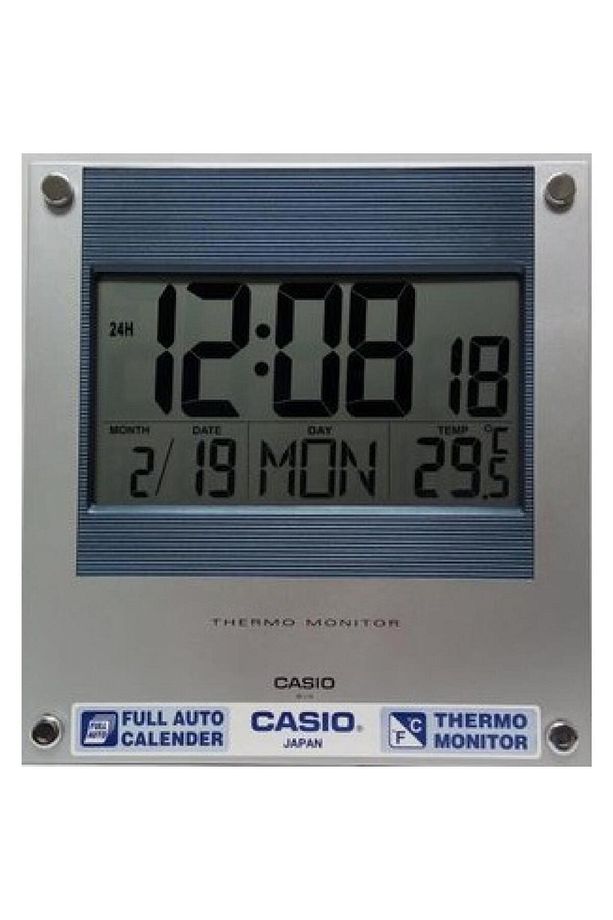 24H 12:08 18
MONTH DATE DAY TEMP °C
2/19 MON 29.5
THERMO MONITOR
CASIO
FULL AUTO
FULL AUTO
CALENDER
CASIO®
JAPAN
F C
THERMO
MONITOR